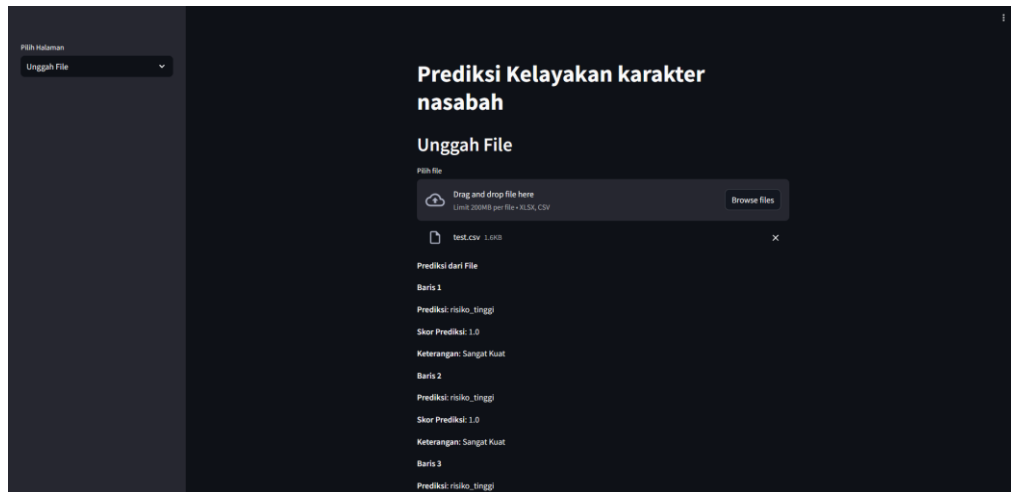 Pilih Halaman
Unggah File
Prediksi Kelayakan karakter
nasabah
Unggah File
Pilih file
Drag and drop file here
Limit 200MB per file • XLSX, CSV
Browse files
test.csv 1.6KB
Prediksi dari File
Baris 1
Prediksi: risiko_tinggi
Skor Prediksi: 1.0
Keterangan: Sangat Kuat
Baris 2
Prediksi: risiko_tinggi
Skor Prediksi: 1.0
Keterangan: Sangat Kuat
Baris 3
Prediksi: risiko_tinggi